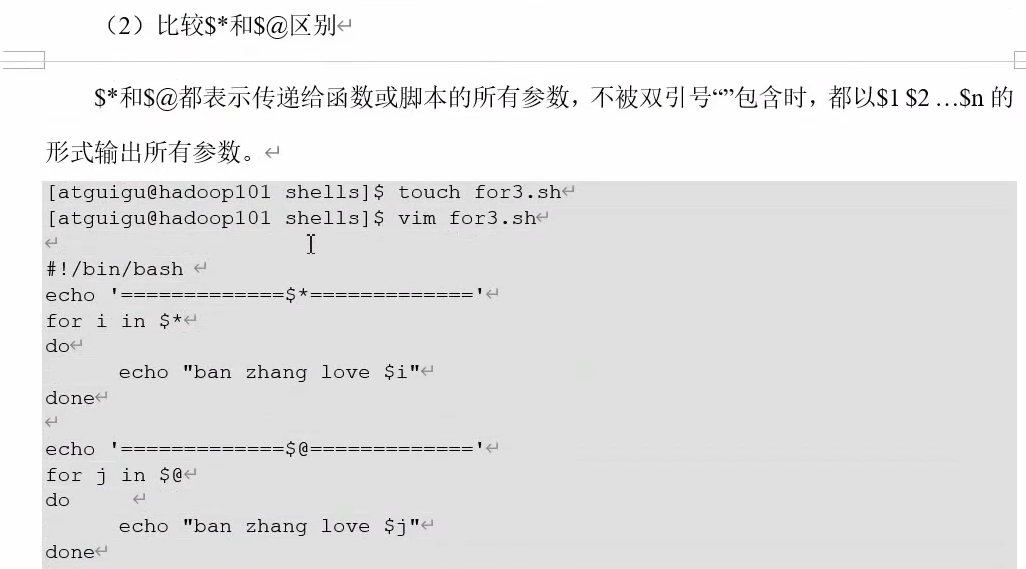 （2）比较$*和$@区别↵
$*和$@都表示传递给函数或脚本的所有参数，不被双引号“”包含时，都以$1 $2 …$n 的
形式输出所有参数。↵
[atguigu@hadoop101 shells]$ touch for3.sh↵
[atguigu@hadoop101 shells]$ vim for3.sh↵
↵
#!/bin/bash ↵
echo '=============$*============='↵
for i in $*↵
do↵
      echo "ban zhang love $i"↵
done↵
↵
echo '=============$@============='↵
for j in $@↵
do      ↵
      echo "ban zhang love $j"↵
done↵